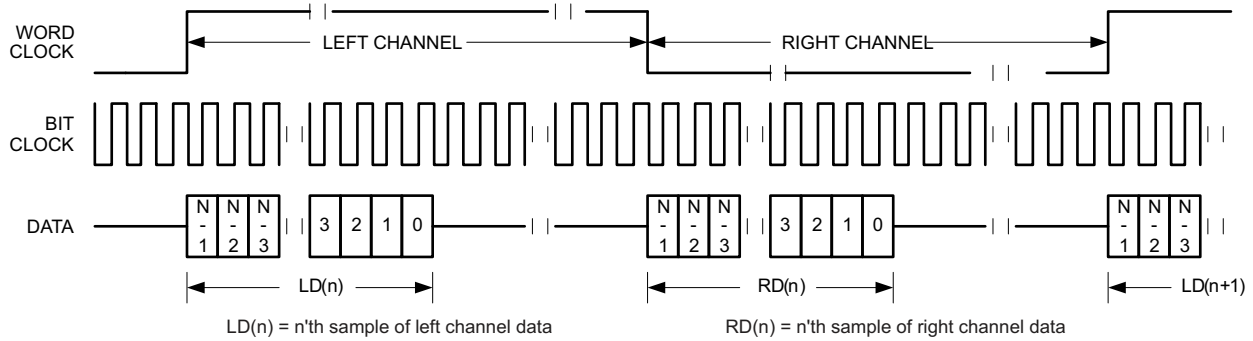 WORD
CLOCK
LEFT CHANNEL
RIGHT CHANNEL
BIT
CLOCK
DATA
N
-
1
N
-
2
N
-
3
3
2
1
0
N
-
1
N
-
2
N
-
3
3
2
1
0
N
-
1
N
-
2
N
-
3
LD(n)
RD(n)
LD(n+1)
LD(n) = n'th sample of left channel data
RD(n) = n'th sample of right channel data